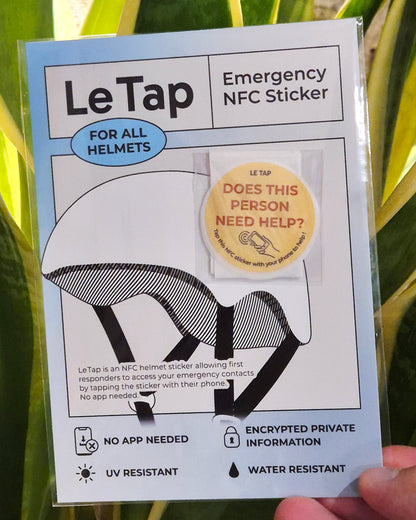 Le Tap
Emergency
NFC Sticker
FOR ALL
HELMETS
LE TAP
DOES THIS
PERSON
NEED HELP?
Tap this NFC sticker with your phone to help!
LeTap is an NFC helmet sticker allowing first
responders to access your emergency contacts
by tapping the sticker with their phone.
No app needed.
NO APP NEEDED
ENCRYPTED PRIVATE
INFORMATION
UV RESISTANT
WATER RESISTANT